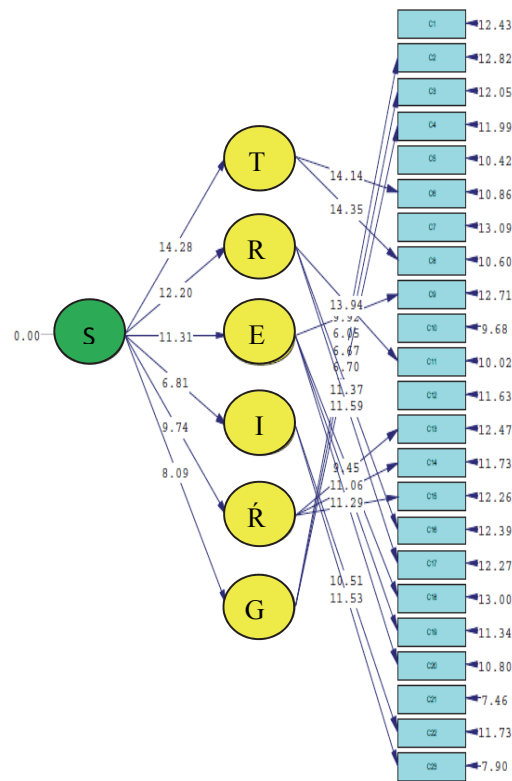 C1 12.43
C2 12.82
C3 12.05
C4 11.99
C5 10.42
T
14.14
C6 10.86
14.35
C7 13.09
14.28
R
C8 10.60
12.20
C9 12.71
13.94
9.92
C10 9.68
0.00
S
11.31
E
6.05
6.67
C11 10.02
6.70
6.81
11.37
C12 11.63
11.59
9.74
I
C13 12.47
9.45
C14 11.73
8.09
11.06
11.29
C15 12.26
Ŕ
C16 12.39
C17 12.27
10.51
C18 13.00
11.53
G
C19 11.34
C20 10.80
C21 7.46
C22 11.73
C23 7.90